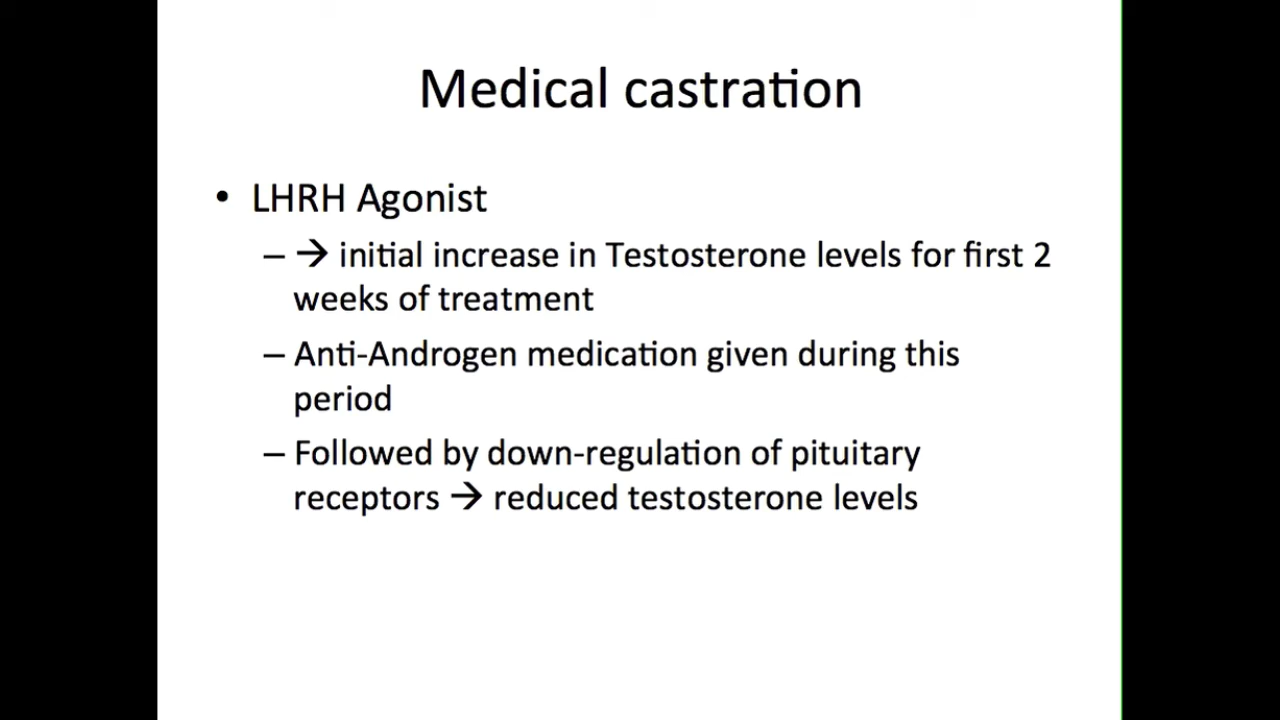 Medical castration
• LHRH Agonist
– → initial increase in Testosterone levels for first 2
weeks of treatment
– Anti-Androgen medication given during this
period
– Followed by down-regulation of pituitary
receptors → reduced testosterone levels